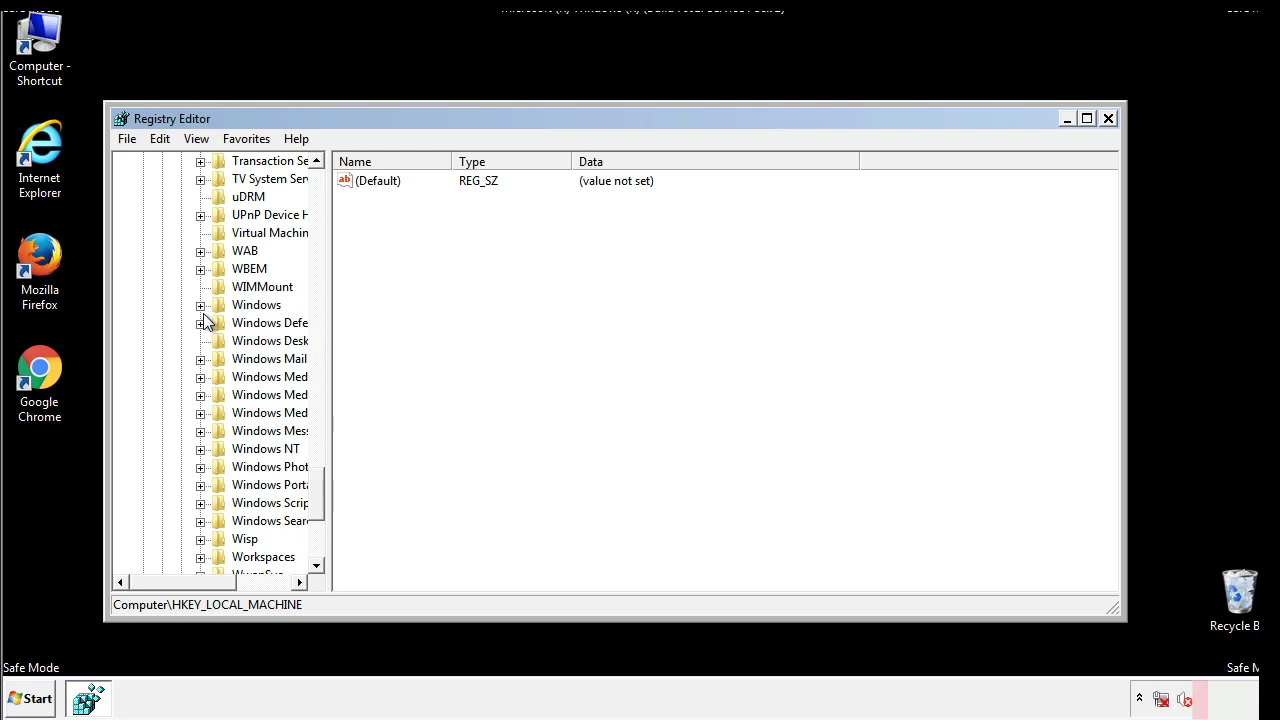 Computer -
Shortcut
Internet
Explorer
Mozilla
Firefox
Google
Chrome
Registry Editor
File Edit View Favorites Help
Transaction Se
TV System Serv
uDRM
UPnP Device H
Virtual Machin
WAB
WBEM
WIMMount
Windows
Windows Defe
Windows Desk
Windows Mail
Windows Med
Windows Med
Windows Med
Windows Mess
Windows NT
Windows Phot
Windows Porta
Windows Scrip
Windows Sear
Wisp
Workspaces
Name Type Data
(Default) REG_SZ (value not set)
Computer\HKEY_LOCAL_MACHINE
Recycle B
Safe Mode
Safe M
Start